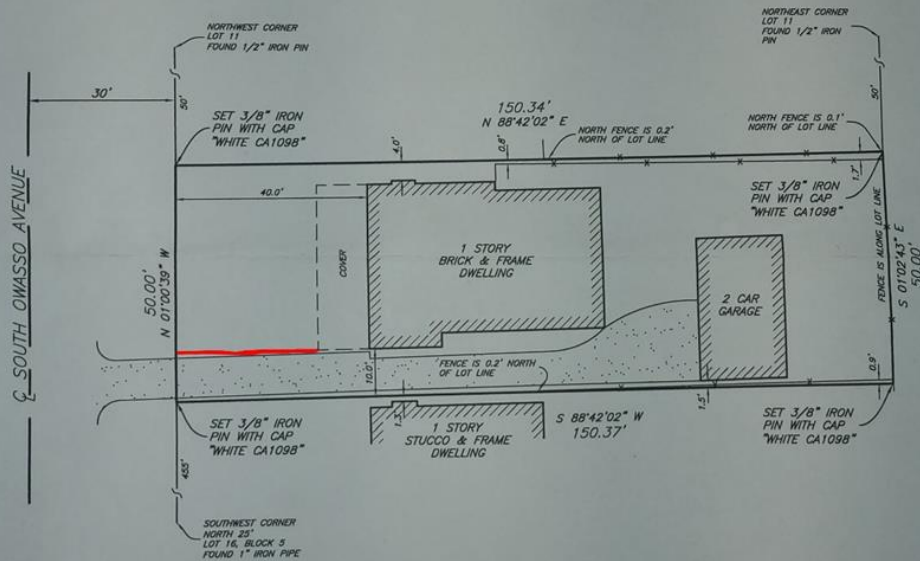 NORTHWEST CORNER
LOT 11
FOUND 1/2" IRON PIN
NORTHEAST CORNER
LOT 11
FOUND 1/2" IRON
PIN
30'
50'
50'
SET 3/8" IRON
PIN WITH CAP
"WHITE CA1098"
150.34'
N 88°42'02" E
NORTH FENCE IS 0.2'
NORTH OF LOT LINE
NORTH FENCE IS 0.1'
NORTH OF LOT LINE
4.0'
0.8'
1.7'
SET 3/8" IRON
PIN WITH CAP
"WHITE CA1098"
40.0'
COVER
1 STORY
BRICK & FRAME
DWELLING
2 CAR
GARAGE
FENCE IS ALONG LOT LINE
S 01°02'43" E
50.00'
℄ SOUTH OWASSO AVENUE
50.00'
N 01°00'39" W
10.0'
FENCE IS 0.2' NORTH
OF LOT LINE
0.9'
1.5'
SET 3/8" IRON
PIN WITH CAP
"WHITE CA1098"
1 STORY
STUCCO & FRAME
DWELLING
S 88°42'02" W
150.37'
SET 3/8" IRON
PIN WITH CAP
"WHITE CA1098"
455'
SOUTHWEST CORNER
NORTH 25'
LOT 16, BLOCK 5
FOUND 1" IRON PIPE